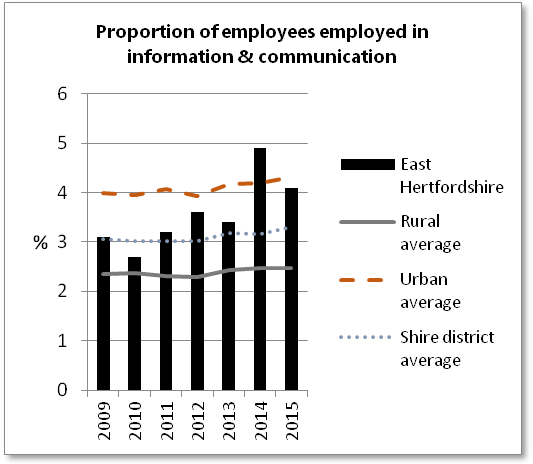 Proportion of employees employed in
information & communication
6
5
4
3
2
1
0
%
2009
2010
2011
2012
2013
2014
2015
East
Hertfordshire
Rural
average
Urban
average
Shire district
average